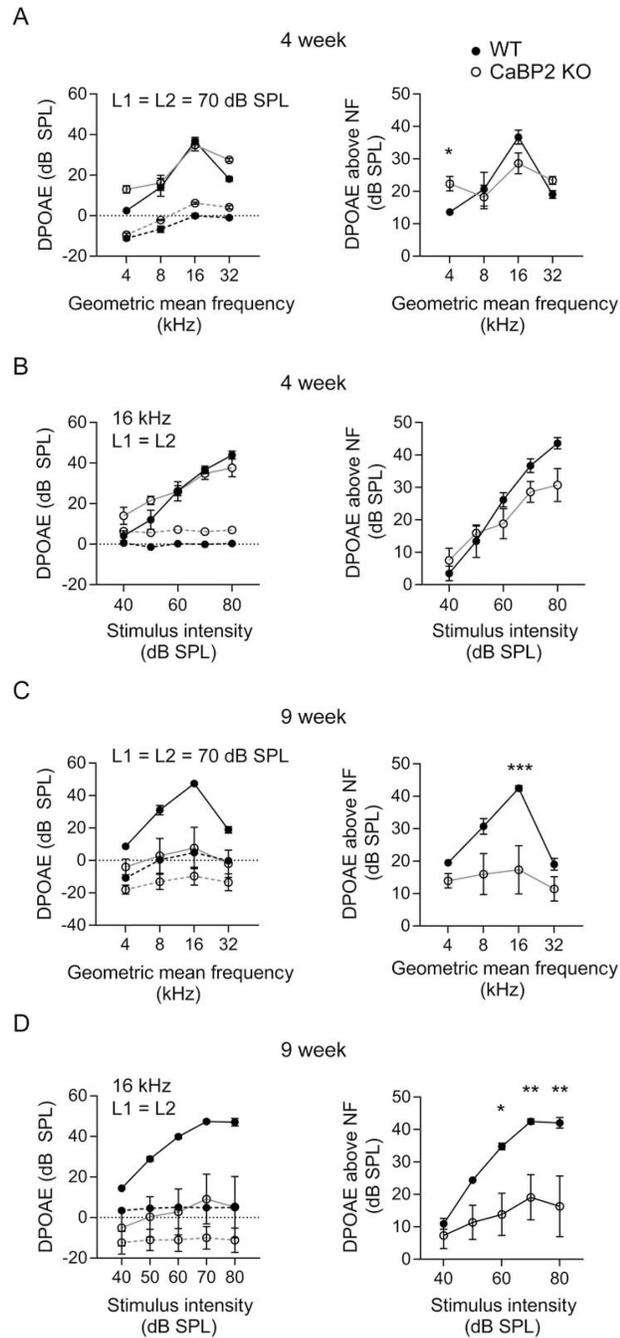 A
4 week
WT
CaBP2 KO
L1 = L2 = 70 dB SPL
DPOAE (dB SPL)
60
40
20
0
-20
4 8 16 32
Geometric mean frequency
(kHz)
DPOAE above NF
(dB SPL)
50
40
30
20
10
0
*
4 8 16 32
Geometric mean frequency
(kHz)
B
4 week
16 kHz
L1 = L2
DPOAE (dB SPL)
60
40
20
0
-20
40 60 80
Stimulus intensity
(dB SPL)
DPOAE above NF
(dB SPL)
50
40
30
20
10
0
40 60 80
Stimulus intensity
(dB SPL)
C
9 week
L1 = L2 = 70 dB SPL
DPOAE (dB SPL)
60
40
20
0
-20
-40
4 8 16 32
Geometric mean frequency
(kHz)
DPOAE above NF
(dB SPL)
50
40
30
20
10
0
***
4 8 16 32
Geometric mean frequency
(kHz)
D
9 week
16 kHz
L1 = L2
DPOAE (dB SPL)
60
40
20
0
-20
40 50 60 70 80
Stimulus intensity
(dB SPL)
DPOAE above NF
(dB SPL)
50
40
30
20
10
0
* ** **
40 60 80
Stimulus intensity
(dB SPL)